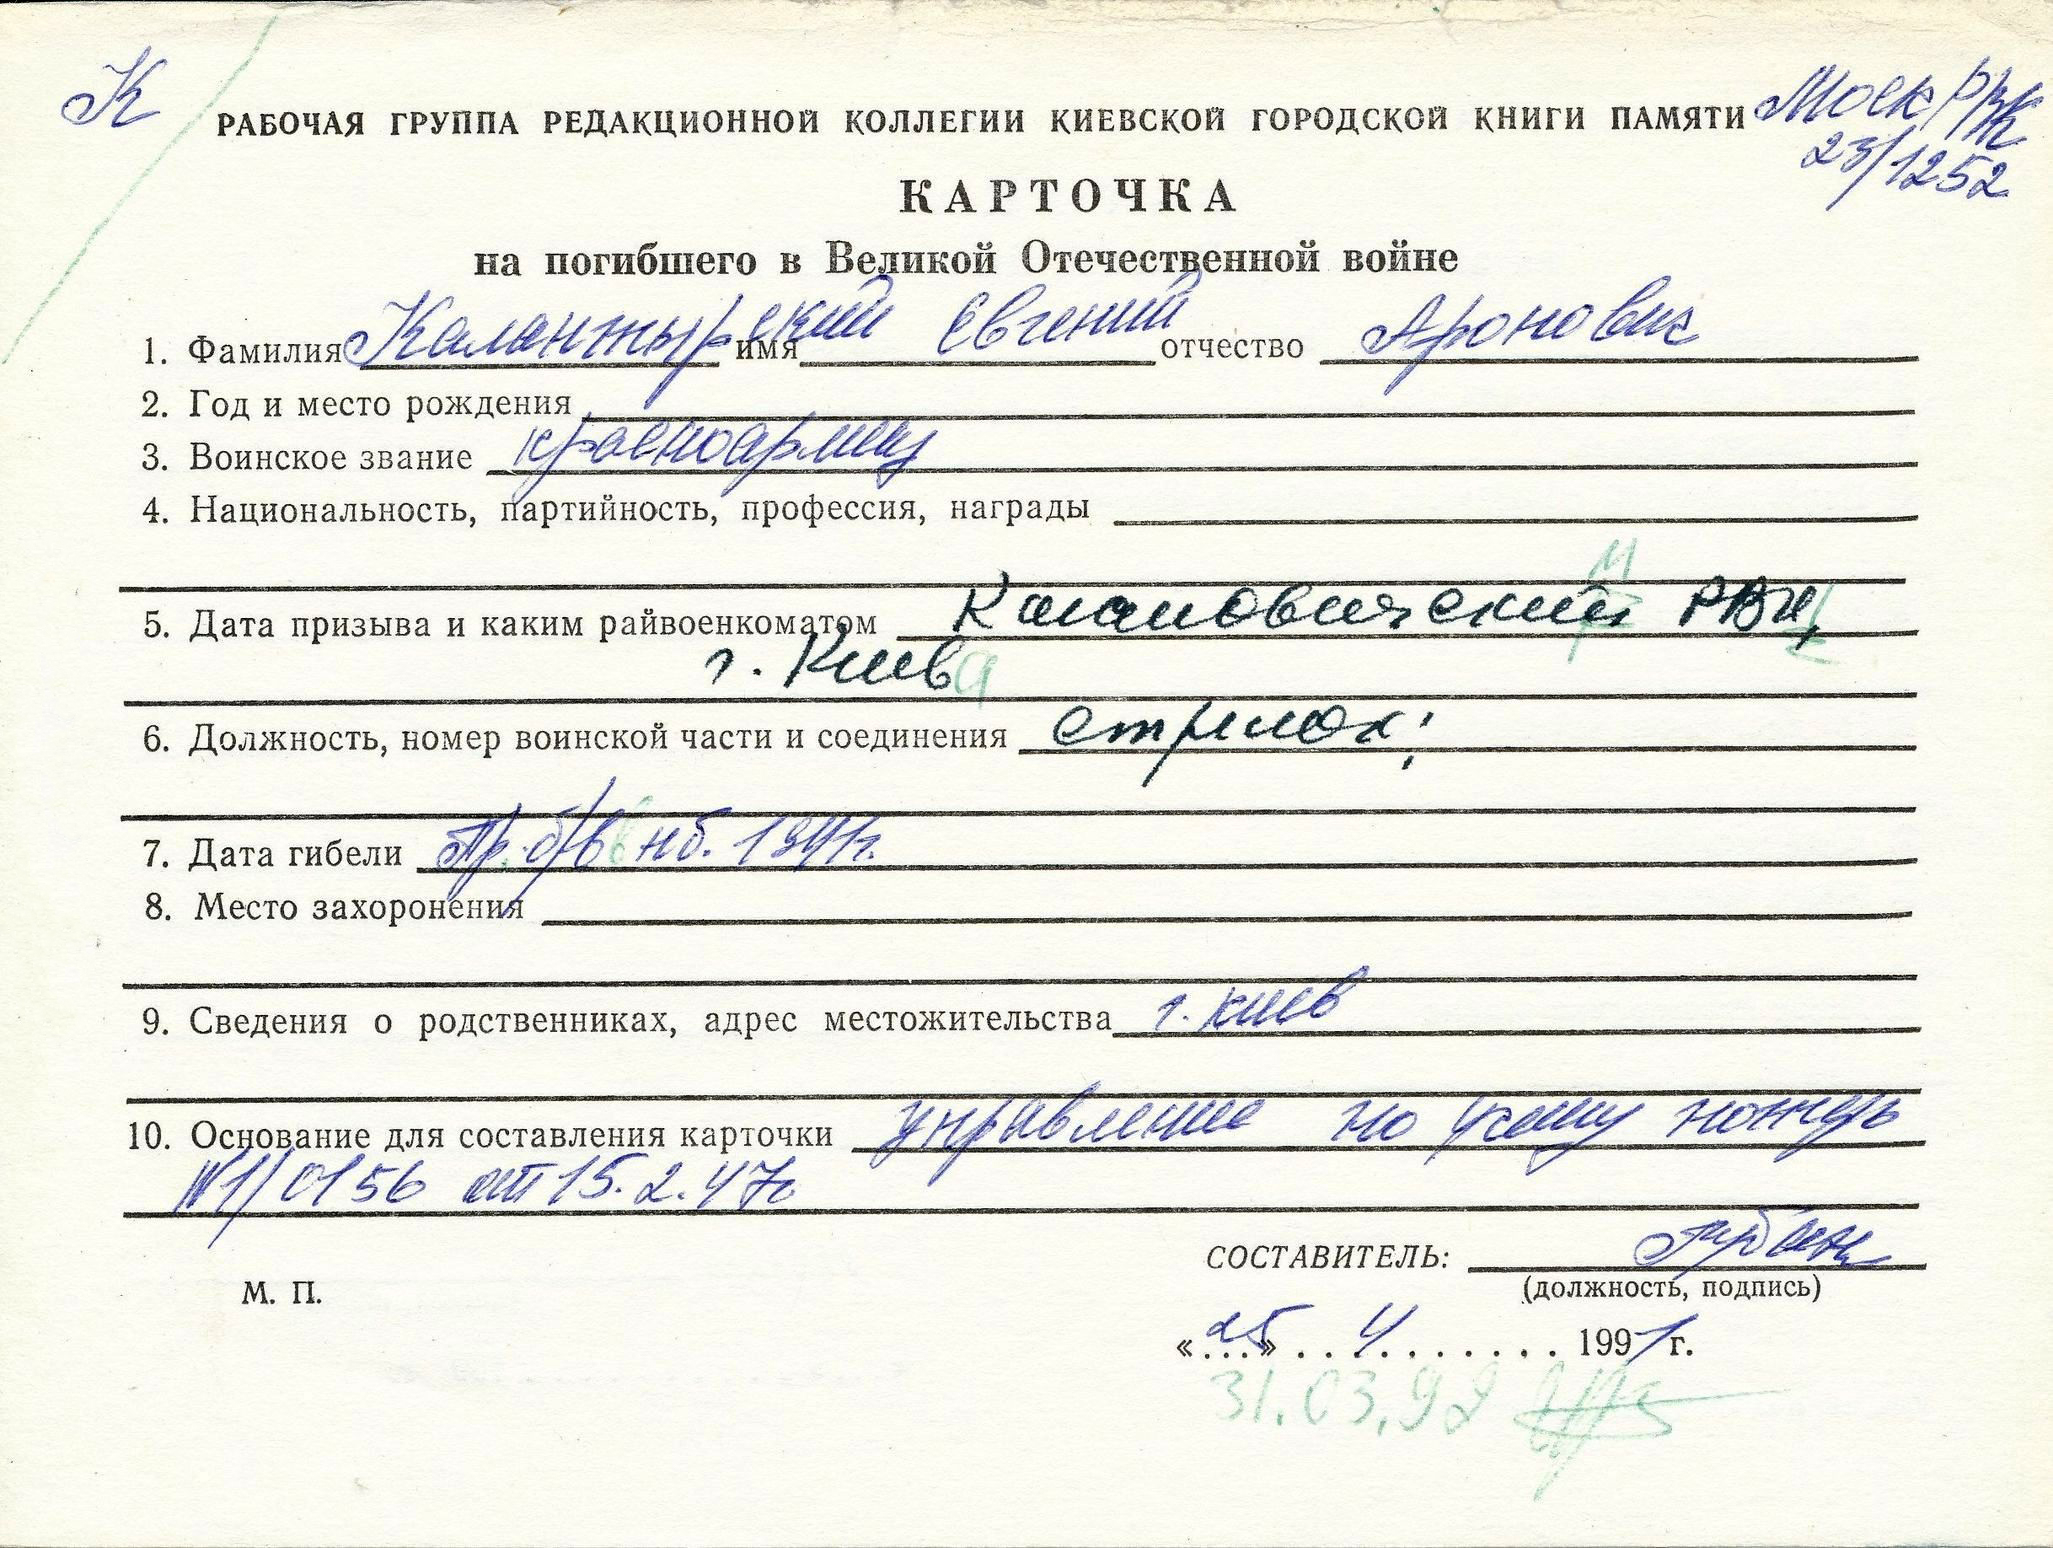 К
РАБОЧАЯ ГРУППА РЕДАКЦИОННОЙ КОЛЛЕГИИ КИЕВСКОЙ ГОРОДСКОЙ КНИГИ ПАМЯТИ
Моск РВК
23/1252
КАРТОЧКА
на погибшего в Великой Отечественной войне
1. Фамилия Каланжырский имя Евгений отчество Аронович
2. Год и место рождения
3. Воинское звание красноармеец
4. Национальность, партийность, профессия, награды
5. Дата призыва и каким райвоенкоматом Кагановический РВК,
г. Киева
6. Должность, номер воинской части и соединения стрелок;
7. Дата гибели Пр. б/в в нб. 1941г.
8. Место захоронения
9. Сведения о родственниках, адрес местожительства г. Киев
10. Основание для составления карточки управление по учету потерь
№1/0156 от 15.2.47г
СОСТАВИТЕЛЬ:
М. П.
(должность, подпись)
«25» 4 1991 г.
31.03.92